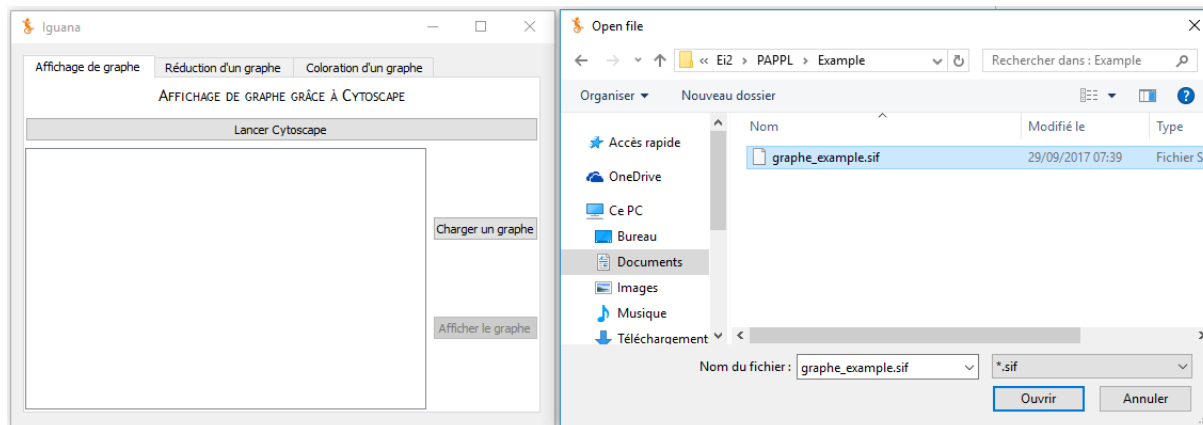 Iguana
Affichage de graphe Réduction d'un graphe Coloration d'un graphe
AFFICHAGE DE GRAPHE GRÂCE À CYTOSCAPE
Lancer Cytoscape
Charger un graphe
Afficher le graphe
Open file
« Ei2 > PAPPL > Example
Rechercher dans : Example
Organiser Nouveau dossier
Nom Modifié le Type
graphe_example.sif 29/09/2017 07:39 Fichier S
Accès rapide
OneDrive
Ce PC
Bureau
Documents
Images
Musique
Téléchargement
Nom du fichier : graphe_example.sif *.sif
Ouvrir Annuler